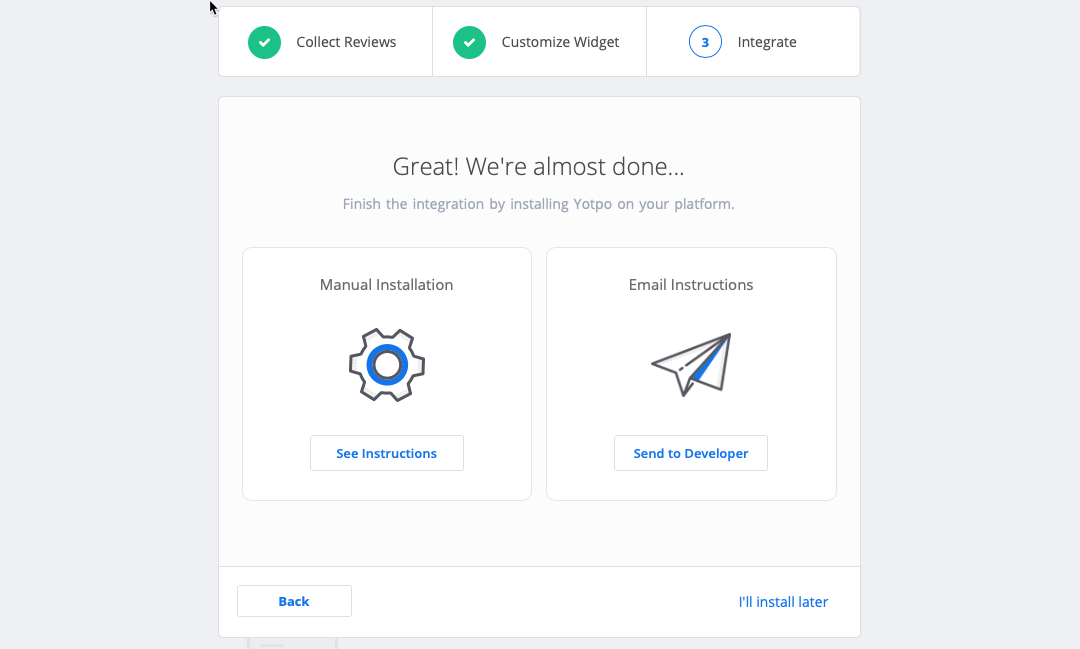 Collect Reviews
Customize Widget
3
Integrate
Great! We're almost done...
Finish the integration by installing Yotpo on your platform.
Manual Installation
Email Instructions
See Instructions
Send to Developer
Back
I'll install later